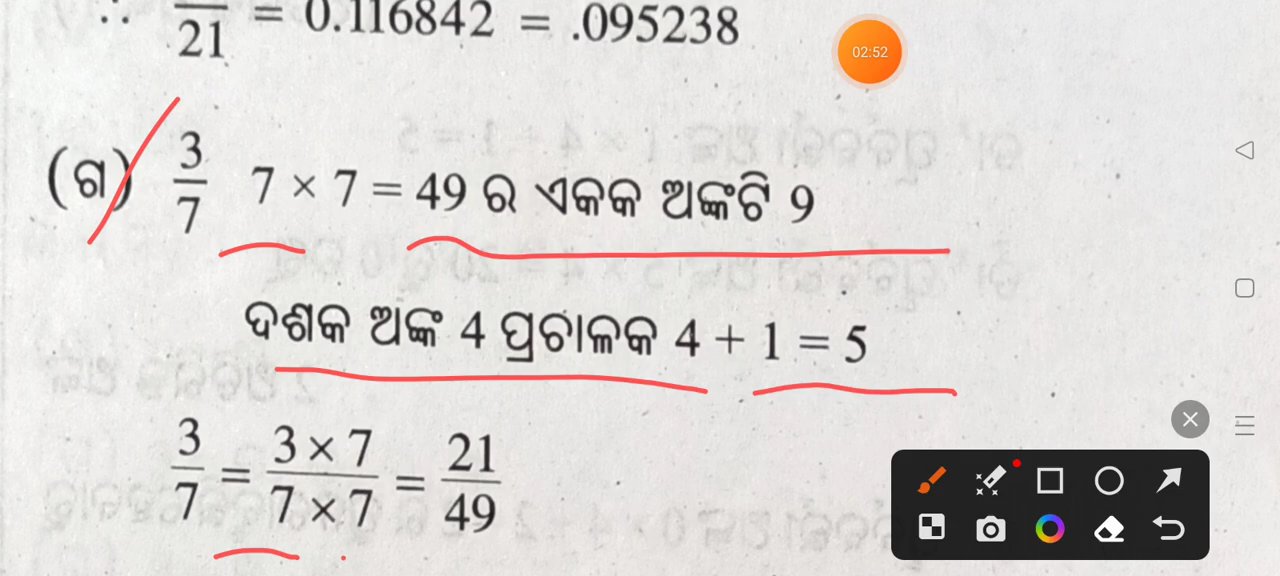 ∴ 21 = 0.116842 = .095238
02:52
(ଗ) 3/7 7 × 7 = 49 ର ଏକକ ଅଙ୍କଟି 9
ଦଶକ ଅଙ୍କ 4 ପ୍ରଚାଳକ 4 + 1 = 5
3/7 = 3 × 7/7 × 7 = 21/49